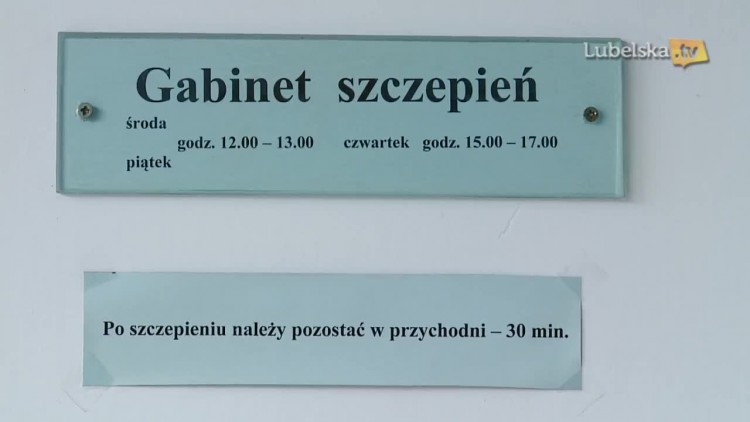 Lubelska.tv
Gabinet szczepień
środa
godz. 12.00 – 13.00 czwartek godz. 15.00 – 17.00
piątek
Po szczepieniu należy pozostać w przychodni – 30 min.